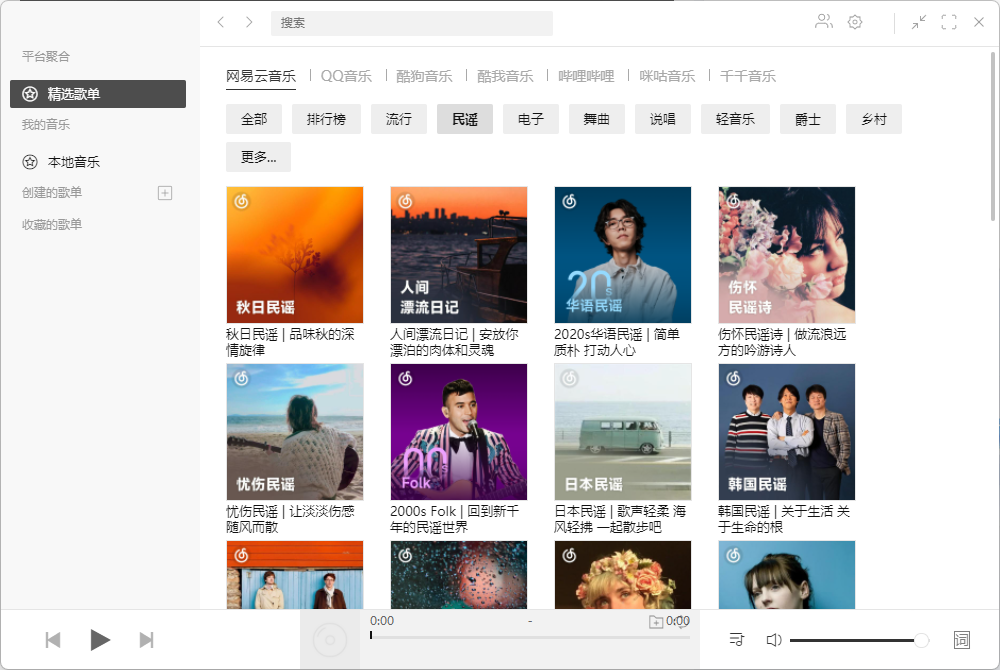 搜索
平台聚合
精选歌单
我的音乐
本地音乐
创建的歌单
收藏的歌单
网易云音乐 QQ音乐 酷狗音乐 酷我音乐 哔哩哔哩 咪咕音乐 千千音乐
全部 排行榜 流行 民谣 电子 舞曲 说唱 轻音乐 爵士 乡村
更多...
秋日民谣
人间
漂流日记
20s
华语民谣
伤怀
民谣诗
秋日民谣 | 品味秋的深
情旋律
人间漂流日记 | 安放你
漂泊的肉体和灵魂
2020s华语民谣 | 简单
质朴 打动人心
伤怀民谣诗 | 做流浪远
方的吟游诗人
忧伤民谣
00s
Folk
日本民谣
韩国民谣
忧伤民谣 | 让淡淡伤感
随风而散
2000s Folk | 回到新千
年的民谣世界
日本民谣 | 歌声轻柔 海
风轻拂 一起散步吧
韩国民谣 | 关于生活 关
于生命的根
0:00 - 0:00
词